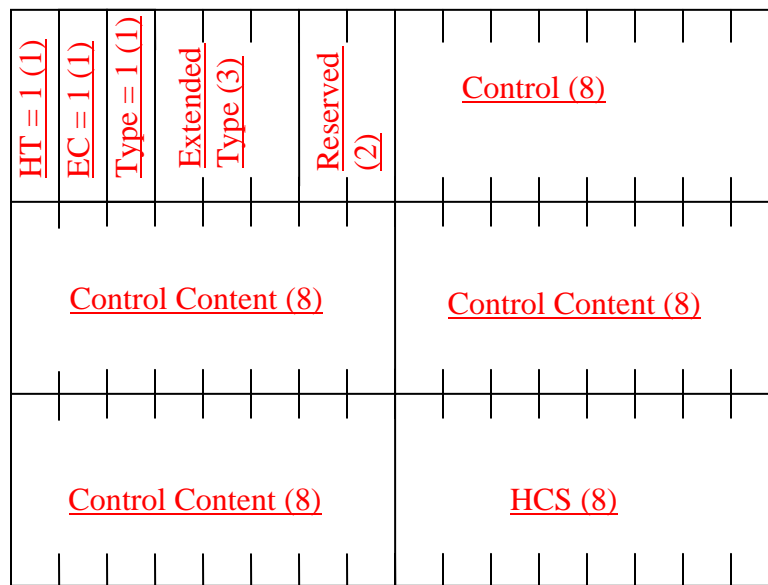 HT = 1 (1)
EC = 1 (1)
Type = 1 (1)
Extended
Type (3)
Reserved
(2)
Control (8)
Control Content (8)
Control Content (8)
Control Content (8)
HCS (8)